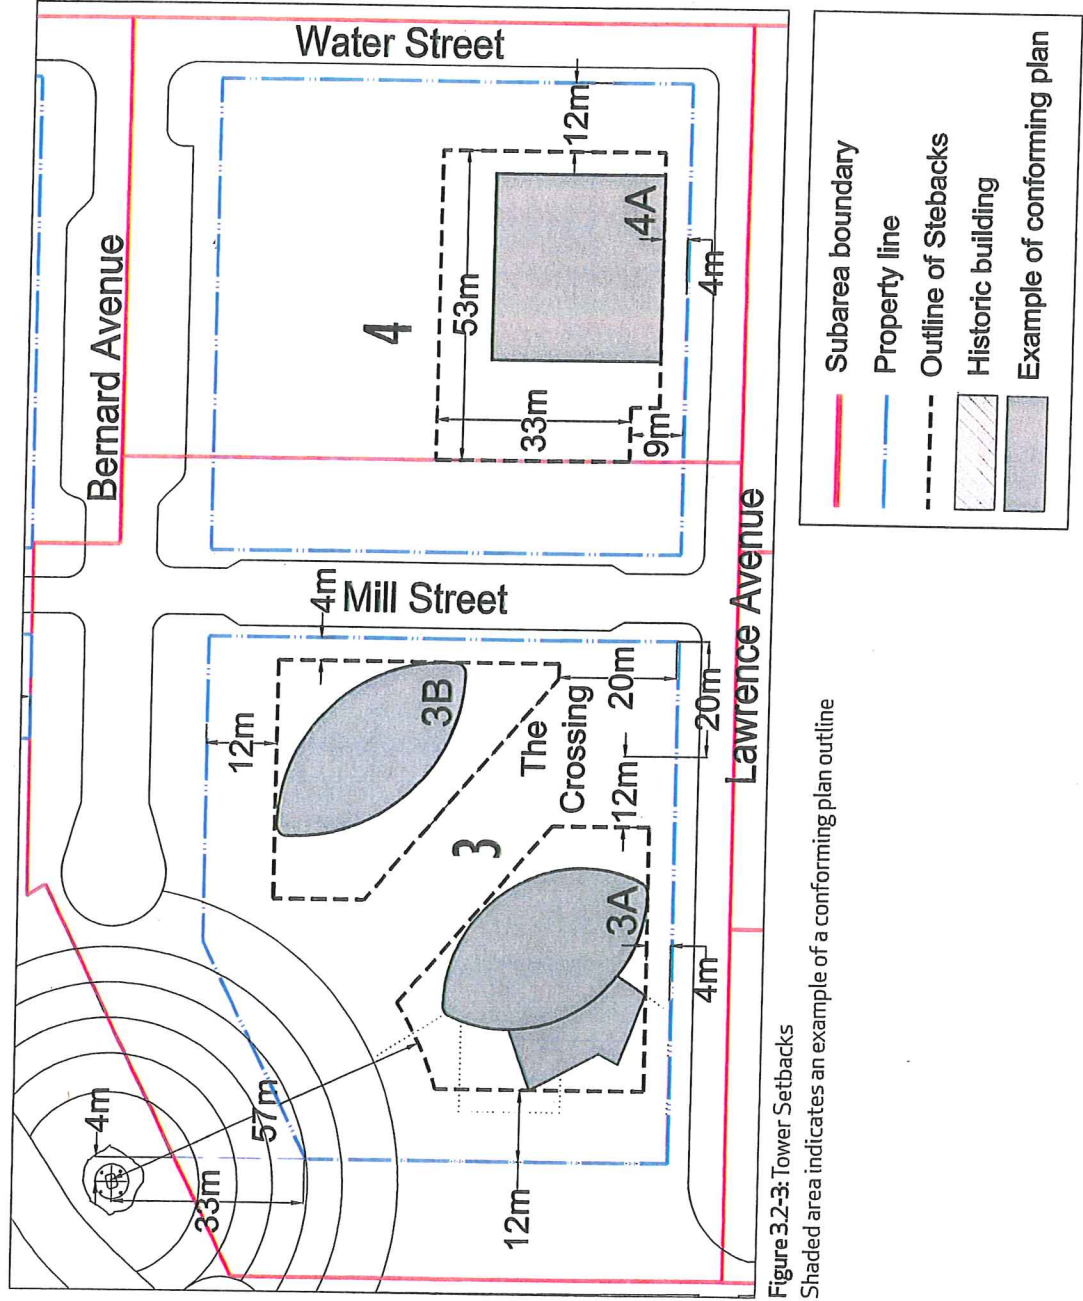 Water Street
Bernard Avenue
12m
4
53m
4A
4m
33m
9m
4m
Mill Street
12m
3B
The
Crossing
20m
20m
Lawrence Avenue
12m
3
3A
4m
4m
57m
33m
12m
Subarea boundary
Property line
Outline of Stebacks
Historic building
Example of conforming plan
Figure 3.2-3: Tower Setbacks
Shaded area indicates an example of a conforming plan outline